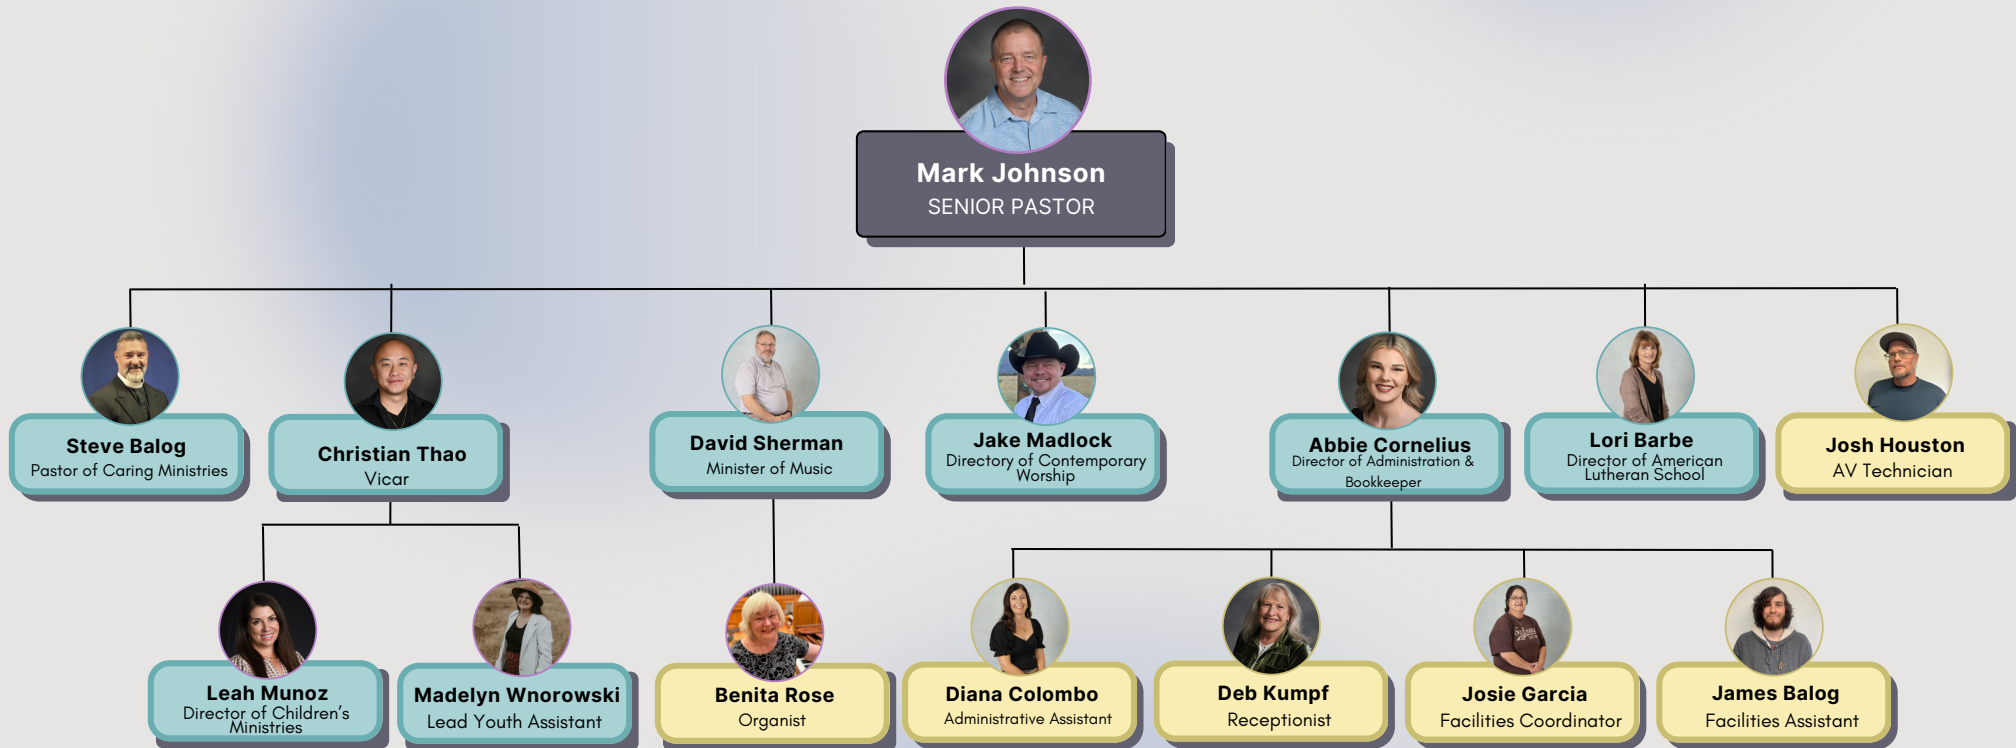 Mark Johnson
SENIOR PASTOR
Steve Balog
Pastor of Caring Ministries
Christian Thao
Vicar
David Sherman
Minister of Music
Jake Madlock
Directory of Contemporary
Worship
Abbie Cornelius
Director of Administration &
Bookkeeper
Lori Barbe
Director of American
Lutheran School
Josh Houston
AV Technician
Leah Munoz
Director of Children's
Ministries
Madelyn Wnorowski
Lead Youth Assistant
Benita Rose
Organist
Diana Colombo
Administrative Assistant
Deb Kumpf
Receptionist
Josie Garcia
Facilities Coordinator
James Balog
Facilities Assistant